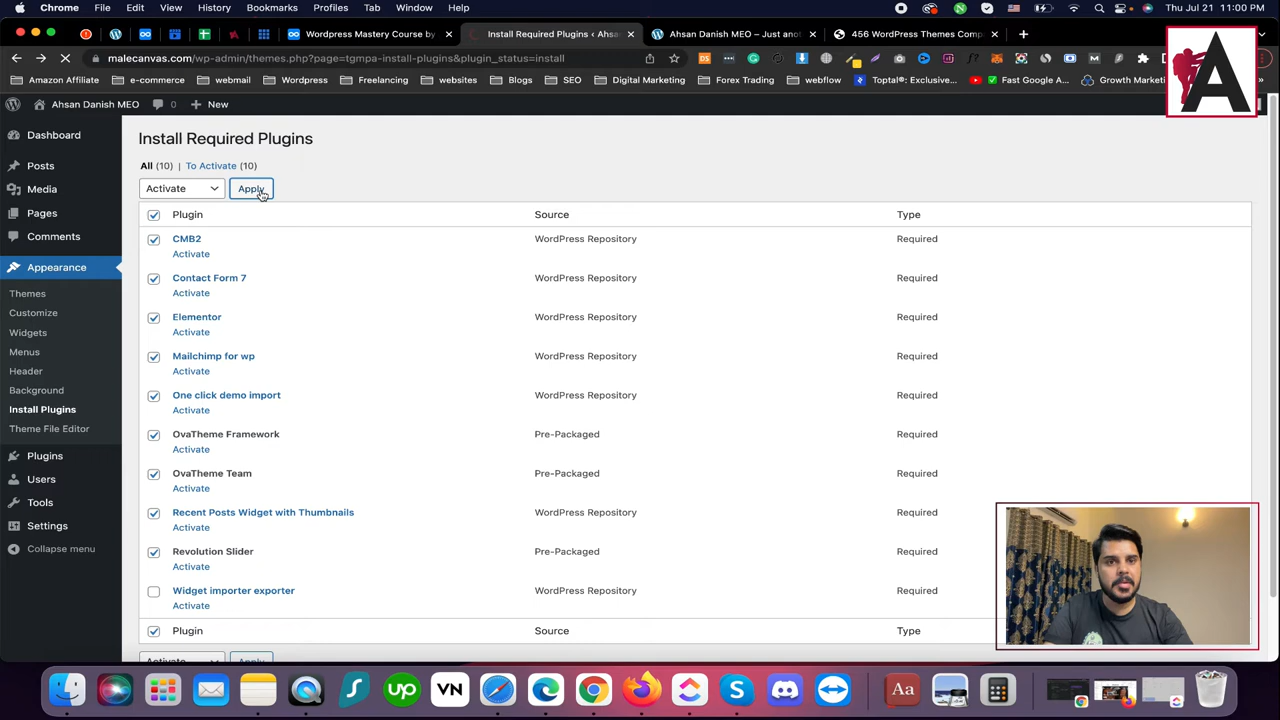 Chrome File Edit View History Bookmarks Profiles Tab Window Help Thu Jul 21 11:00 PM
WordPress Mastery Course by Install Required Plugins ‹ Ahsa Ahsan Danish MEO – Just anot 456 WordPress Themes Compa
malecanvas.com/wp-admin/themes.php?page=tgmpa-install-plugins&plugin_status=install
Amazon Affiliate e-commerce webmail Wordpress Freelancing websites Blogs SEO Digital Marketing Forex Trading webflow Toptal®: Exclusive... Fast Google A... Growth Market
A
Ahsan Danish MEO 0 New
Dashboard
Posts
Media
Pages
Comments
Appearance
Themes
Customize
Widgets
Menus
Header
Background
Install Plugins
Theme File Editor
Plugins
Users
Tools
Settings
Collapse menu
Install Required Plugins
All (10) | To Activate (10)
Activate Apply
Plugin Source Type
CMB2 WordPress Repository Required
Activate
Contact Form 7 WordPress Repository Required
Activate
Elementor WordPress Repository Required
Activate
Mailchimp for wp WordPress Repository Required
Activate
One click demo import WordPress Repository Required
Activate
OvaTheme Framework Pre-Packaged Required
Activate
OvaTheme Team Pre-Packaged Required
Activate
Recent Posts Widget with Thumbnails WordPress Repository Required
Activate
Revolution Slider Pre-Packaged Required
Activate
Widget importer exporter WordPress Repository Required
Activate
Plugin Source Type
Activate Apply
up VN S Aa